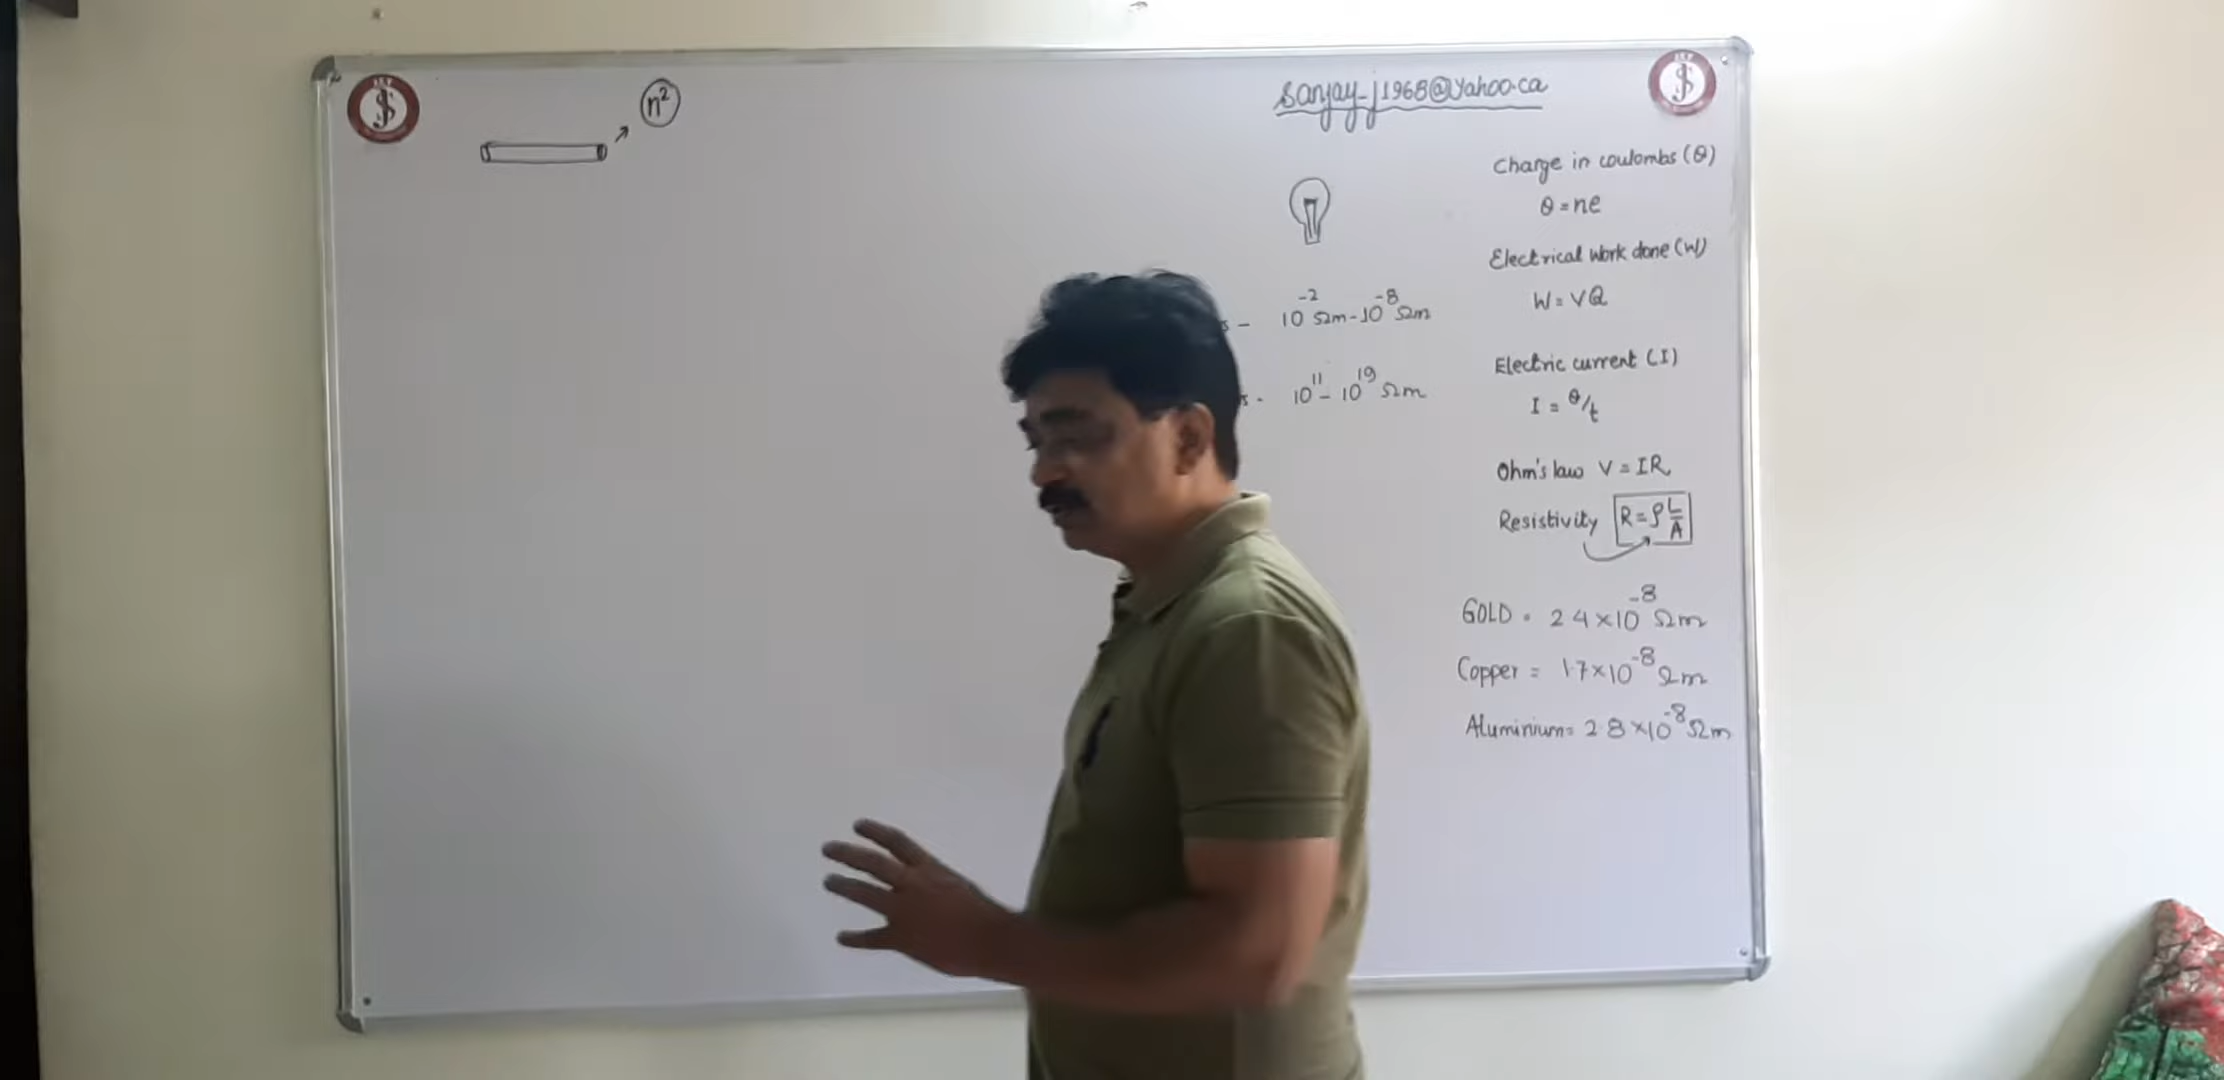 n²
sanjay_j1968@yahoo.ca
Charge in coulombs (Q)
Q = ne
Electrical Work done (W)
W = VQ
s - 10⁻² Ωm - 10⁻⁸ Ωm
Electric current (I)
s - 10¹¹ - 10¹⁹ Ωm
I = Q/t
Ohm's law V = IR
Resistivity R = ρ L/A
GOLD = 2.4 × 10⁻⁸ Ωm
Copper = 1.7 × 10⁻⁸ Ωm
Aluminium = 2.8 × 10⁻⁸ Ωm